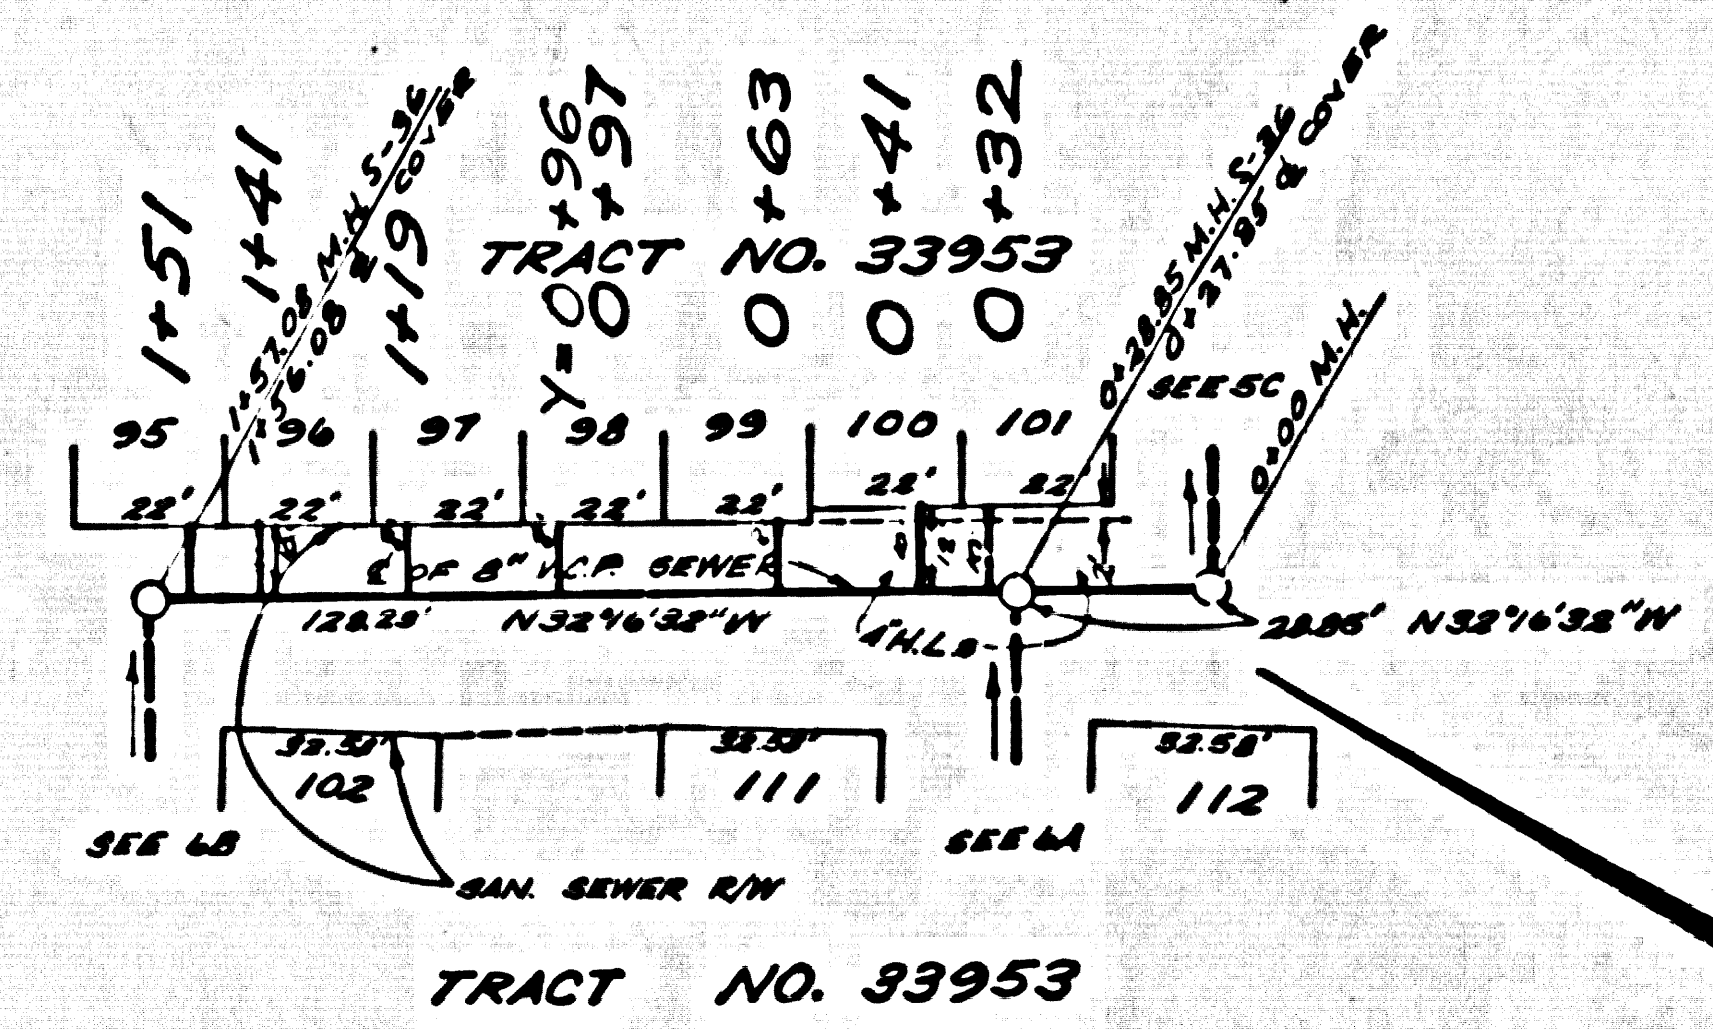 1+51
1+41
1+57.08 M.H. S-36
1+56.08 ¢ COVER
1+19
Y=0+96
0+97
0+63
0+41
0+32
TRACT NO. 33953
0+28.85 M.H. S-36
0+27.85 ¢ COVER
0+00 M.H.
SEE 5C
95 96 97 98 99 100 101
22' 22' 22' 22' 22' 22' 22'
¢ OF 8" V.C.P. SEWER
128.23' N32°16'32"W
4" H.L.
28.85' N32°16'32"W
32.58' 32.58' 32.58'
102 111 112
SEE 6B SEE 6A
SAN. SEWER R/W
TRACT NO. 33953